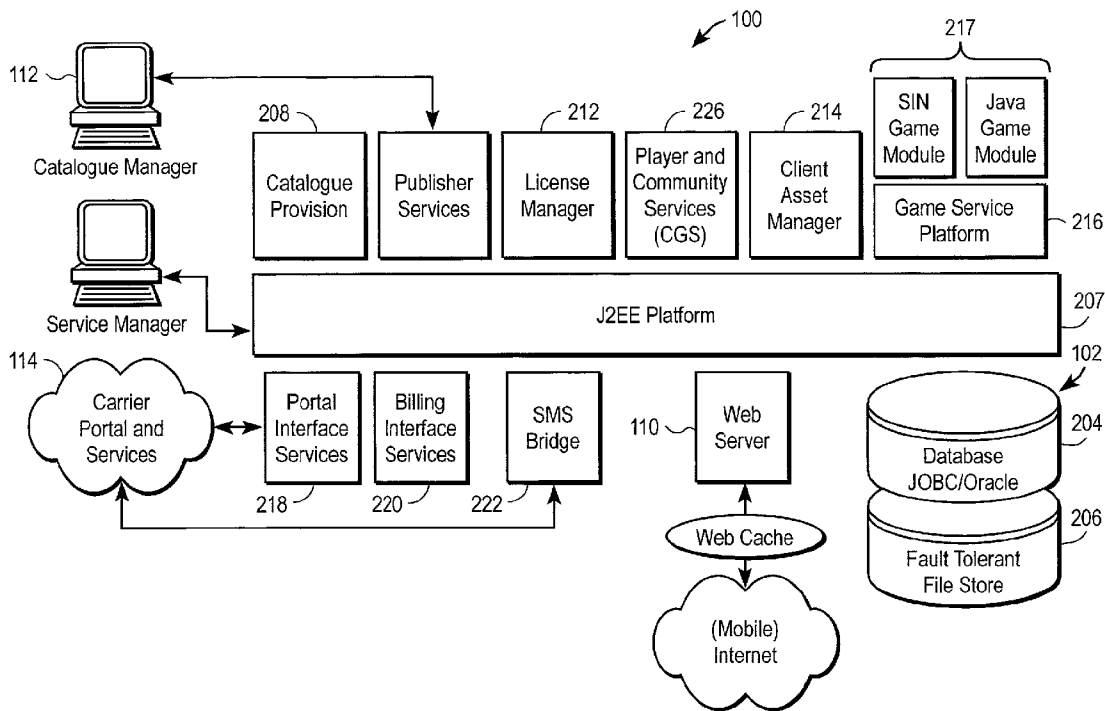 100
217
112
Catalogue Manager
208
212
226
214
SIN
Game
Module
Java
Game
Module
Catalogue
Provision
Publisher
Services
License
Manager
Player and
Community
Services
(CGS)
Client
Asset
Manager
Game Service
Platform
216
Service Manager
J2EE Platform
207
114
Carrier
Portal and
Services
Portal
Interface
Services
218
Billing
Interface
Services
220
SMS
Bridge
222
110
Web
Server
102
Database
JOBC/Oracle
204
Web Cache
Fault Tolerant
File Store
206
(Mobile)
Internet